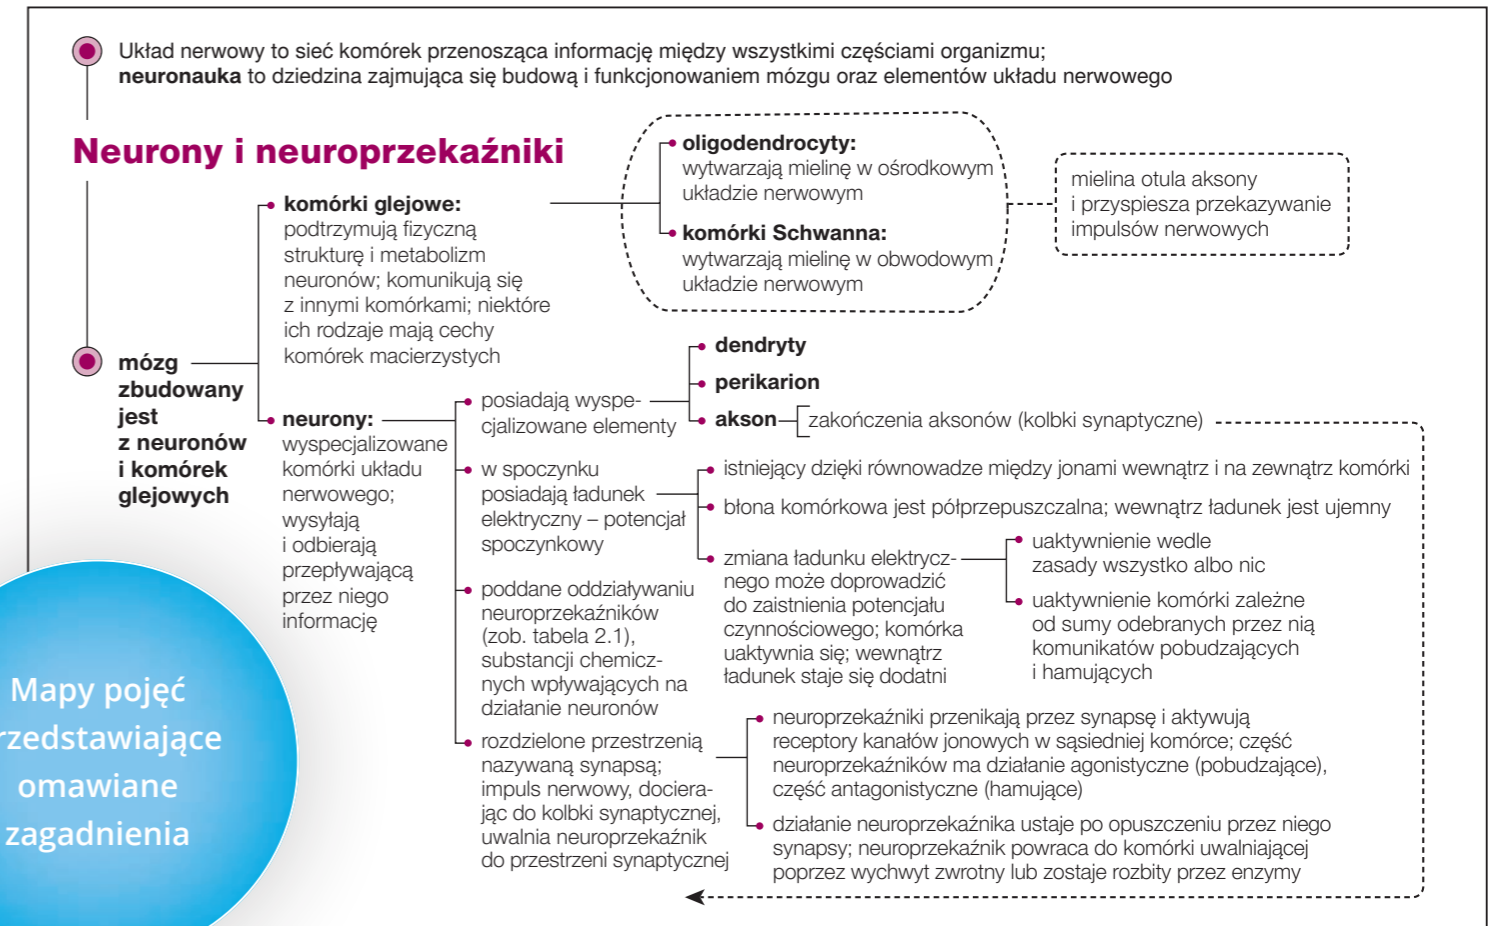 Układ nerwowy to sieć komórek przenosząca informację między wszystkimi częściami organizmu;
neuronauka to dziedzina zajmująca się budową i funkcjonowaniem mózgu oraz elementów układu nerwowego
Neurony i neuroprzekaźniki
mózg
zbudowany
jest
z neuronów
i komórek
glejowych
komórki glejowe:
podtrzymują fizyczną
strukturę i metabolizm
neuronów; komunikują się
z innymi komórkami; niektóre
ich rodzaje mają cechy
komórek macierzystych
oligodendrocyty:
wytwarzają mielinę w ośrodkowym
układzie nerwowym
komórki Schwanna:
wytwarzają mielinę w obwodowym
układzie nerwowym
mielina otula aksony
i przyspiesza przekazywanie
impulsów nerwowych
neurony:
wyspecjalizowane
komórki układu
nerwowego;
wysyłają
i odbierają
przepływającą
przez niego
informację
posiadają wyspe-
cjalizowane elementy
dendryty
perikarion
akson
zakończenia aksonów (kolbki synaptyczne)
w spoczynku
posiadają ładunek
elektryczny – potencjał
spoczynkowy
istniejący dzięki równowadze między jonami wewnątrz i na zewnątrz komórki
błona komórkowa jest półprzepuszczalna; wewnątrz ładunek jest ujemny
zmiana ładunku elektrycz-
nego może doprowadzić
do zaistnienia potencjału
czynnościowego; komórka
uaktywnia się; wewnątrz
ładunek staje się dodatni
uaktywnienie wedle
zasady wszystko albo nic
uaktywnienie komórki zależne
od sumy odebranych przez nią
komunikatów pobudzających
i hamujących
poddane oddziaływaniu
neuroprzekaźników
(zob. tabela 2.1),
substancji chemicz-
nych wpływających na
działanie neuronów
rozdzielone przestrzenią
nazywaną synapsą;
impuls nerwowy, dociera-
jąc do kolbki synaptycznej,
uwalnia neuroprzekaźnik
do przestrzeni synaptycznej
neuroprzekaźniki przenikają przez synapsę i aktywują
receptory kanałów jonowych w sąsiedniej komórce; część
neuroprzekaźników ma działanie agonistyczne (pobudzające),
część antagonistyczne (hamujące)
działanie neuroprzekaźnika ustaje po opuszczeniu przez niego
synapsy; neuroprzekaźnik powraca do komórki uwalniającej
poprzez wychwyt zwrotny lub zostaje rozbity przez enzymy
Mapy pojęć
rzedstawiające
omawiane
zagadnienia